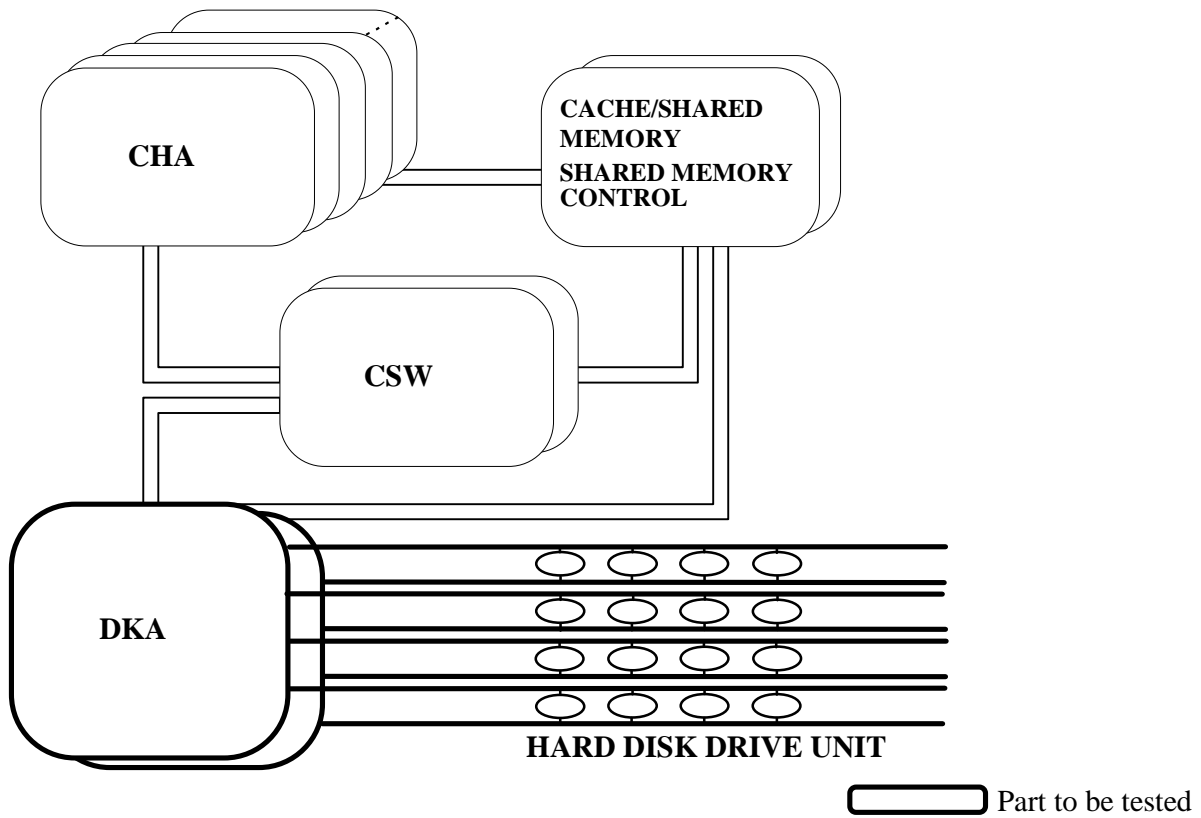 CHA
CACHE/SHARED
MEMORY
SHARED MEMORY
CONTROL
CSW
DKA
HARD DISK DRIVE UNIT
Part to be tested